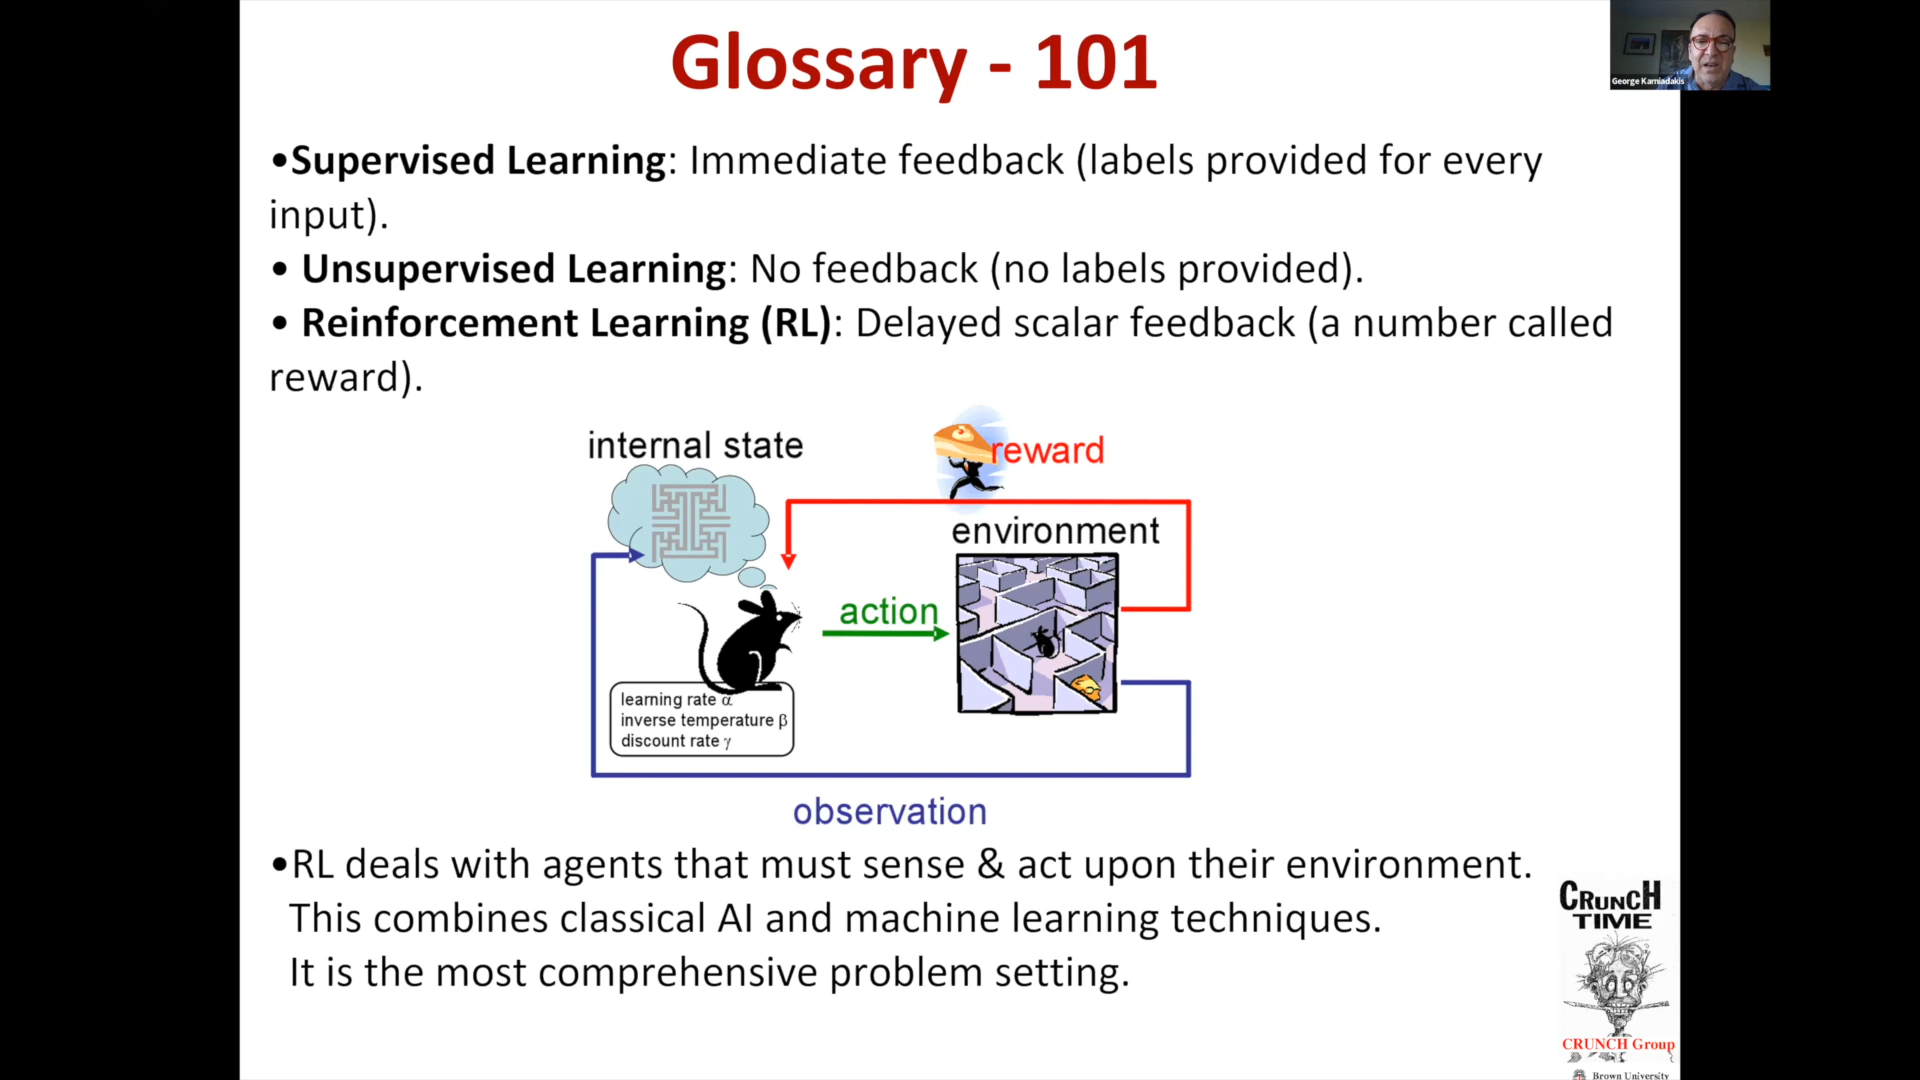 Glossary - 101
George Karniadakis
•Supervised Learning: Immediate feedback (labels provided for every
input).
• Unsupervised Learning: No feedback (no labels provided).
• Reinforcement Learning (RL): Delayed scalar feedback (a number called
reward).
internal state
reward
environment
action
learning rate α
inverse temperature β
discount rate γ
observation
•RL deals with agents that must sense & act upon their environment.
This combines classical AI and machine learning techniques.
It is the most comprehensive problem setting.
CRUNCH
TIME
CRUNCH Group
Brown University